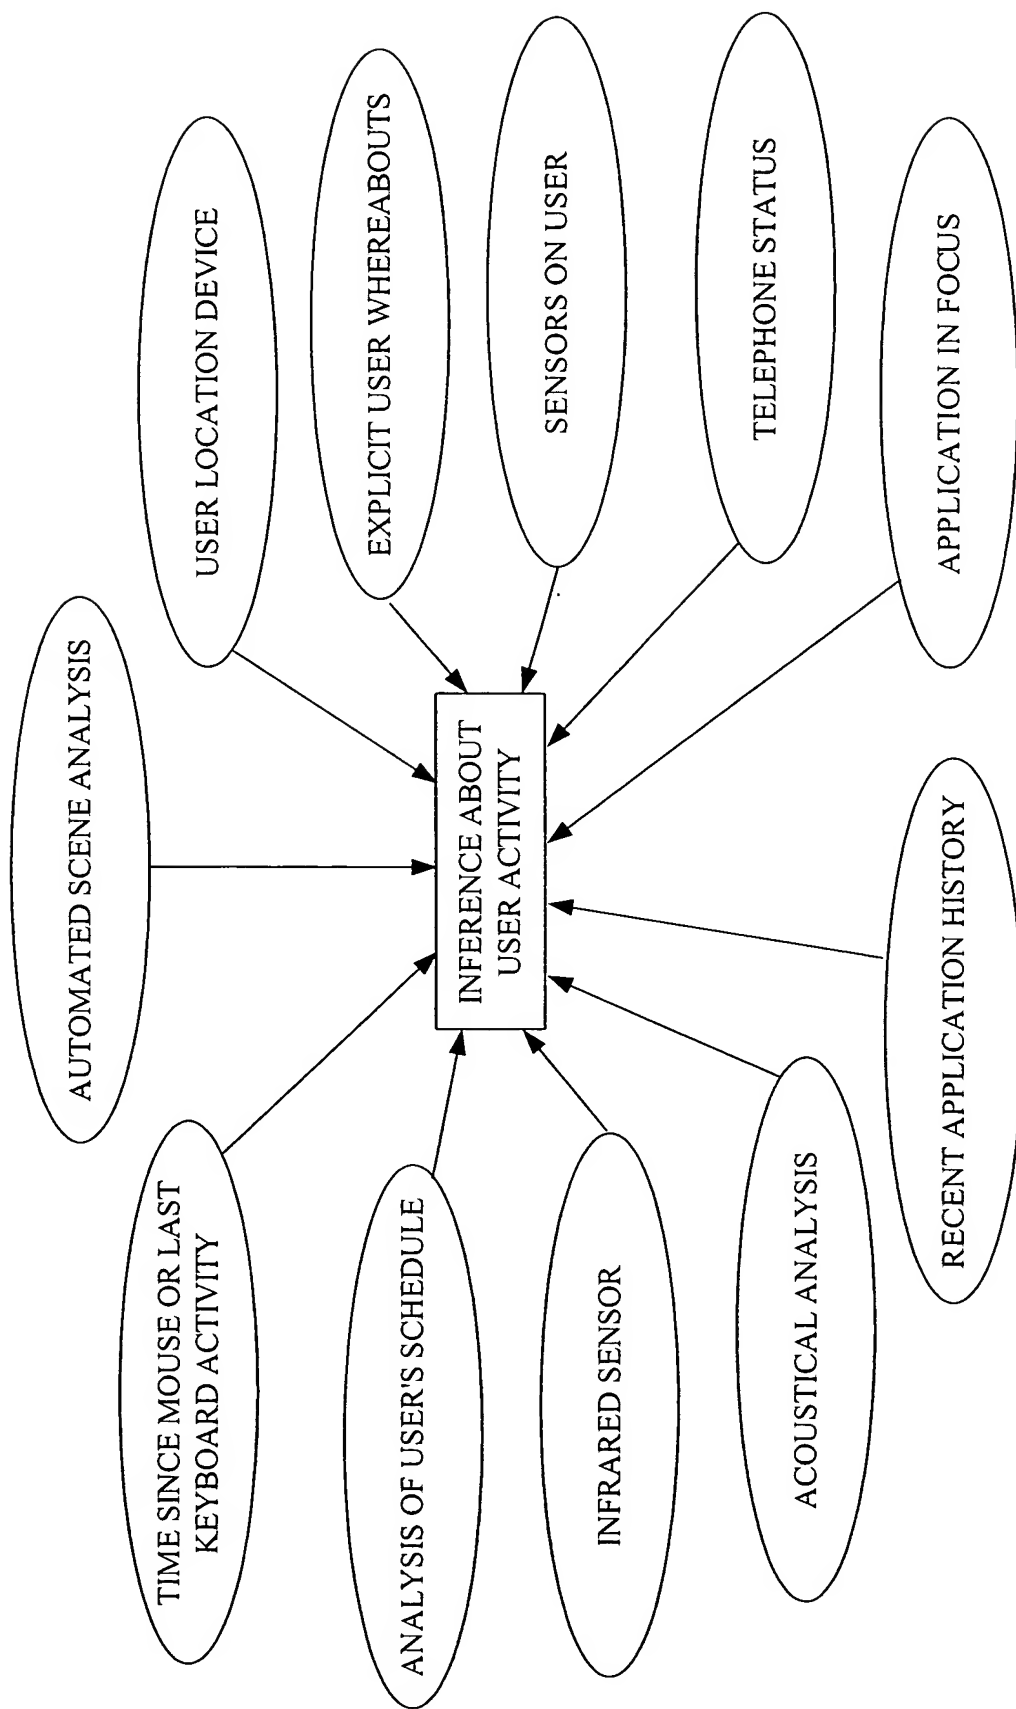 AUTOMATED SCENE ANALYSIS
TIME SINCE MOUSE OR LAST
KEYBOARD ACTIVITY
USER LOCATION DEVICE
ANALYSIS OF USER'S SCHEDULE
EXPLICIT USER WHEREABOUTS
INFERENCE ABOUT
USER ACTIVITY
INFRARED SENSOR
SENSORS ON USER
ACOUSTICAL ANALYSIS
TELEPHONE STATUS
RECENT APPLICATION HISTORY
APPLICATION IN FOCUS